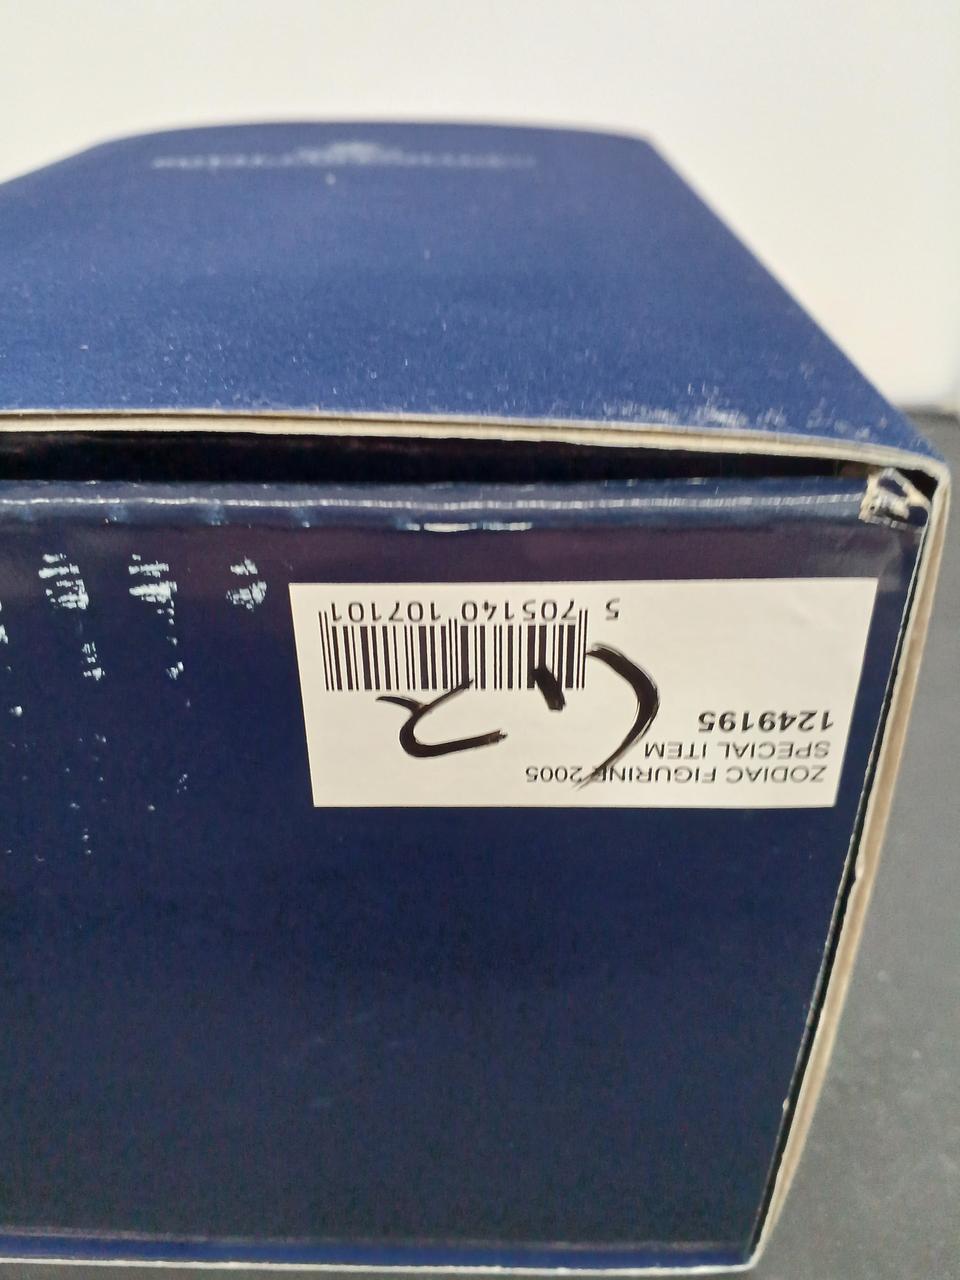 ZODIAC FIGURINE 2005
SPECIAL ITEM
1249195
5 705140 107101